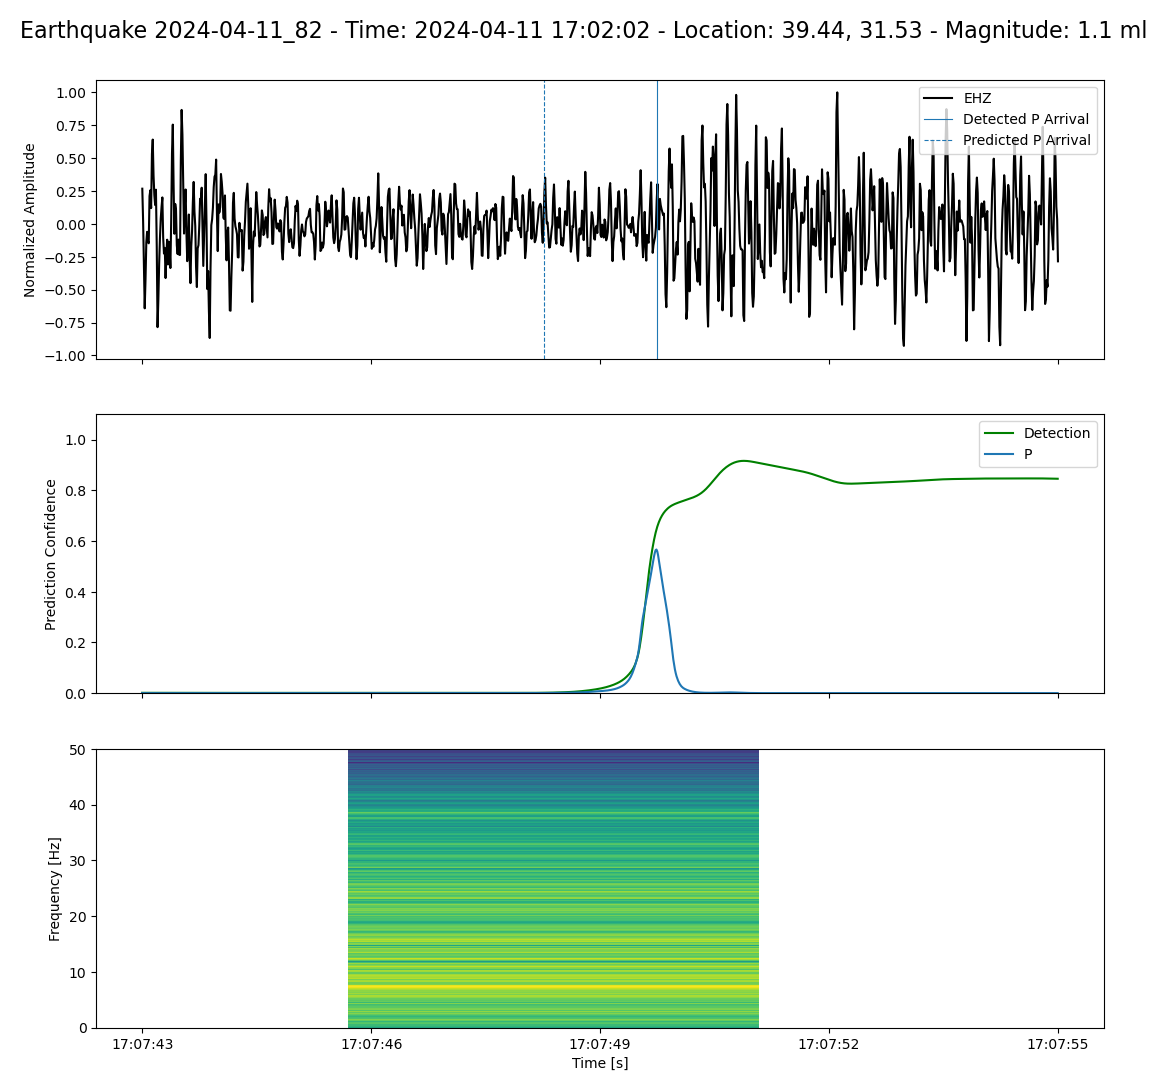 Earthquake 2024-04-11_82 - Time: 2024-04-11 17:02:02 - Location: 39.44, 31.53 - Magnitude: 1.1 ml
Normalized Amplitude
1.00
0.75
0.50
0.25
0.00
−0.25
−0.50
−0.75
−1.00
EHZ
Detected P Arrival
Predicted P Arrival
Prediction Confidence
1.0
0.8
0.6
0.4
0.2
0.0
Detection
P
Frequency [Hz]
50
40
30
20
10
0
17:07:43 17:07:46 17:07:49 17:07:52 17:07:55
Time [s]